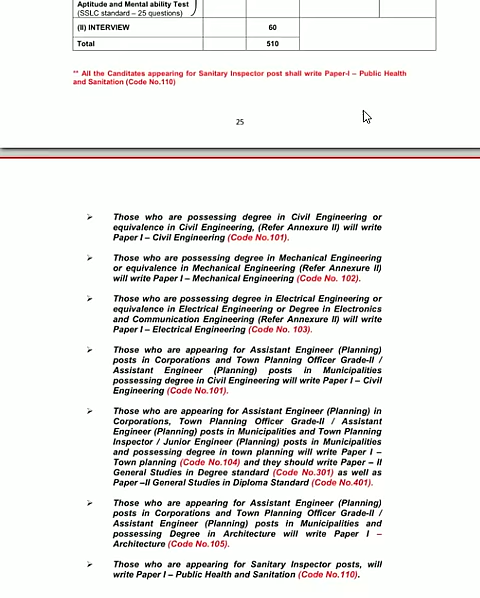 Aptitude and Mental ability Test
(SSLC standard – 25 questions)
(II) INTERVIEW 60
Total 510
** All the Canditates appearing for Sanitary Inspector post shall write Paper-I – Public Health
and Sanitation (Code No.110)
25
➢ Those who are possessing degree in Civil Engineering or
equivalence in Civil Engineering, (Refer Annexure II) will write
Paper I – Civil Engineering (Code No.101).
➢ Those who are possessing degree in Mechanical Engineering
or equivalence in Mechanical Engineering (Refer Annexure II)
will write Paper I – Mechanical Engineering (Code No. 102).
➢ Those who are possessing degree in Electrical Engineering or
equivalence in Electrical Engineering or Degree in Electronics
and Communication Engineering (Refer Annexure II) will write
Paper I – Electrical Engineering (Code No. 103).
➢ Those who are appearing for Assistant Engineer (Planning)
posts in Corporations and Town Planning Officer Grade-II /
Assistant Engineer (Planning) posts in Municipalities
possessing degree in Civil Engineering will write Paper I – Civil
Engineering (Code No.101).
➢ Those who are appearing for Assistant Engineer (Planning) in
Corporations, Town Planning Officer Grade-II / Assistant
Engineer (Planning) posts in Municipalities and Town Planning
Inspector / Junior Engineer (Planning) posts in Municipalities
and possessing degree in town planning will write Paper I –
Town planning (Code No.104) and they should write Paper – II
General Studies in Degree standard (Code No.301) as well as
Paper –II General Studies in Diploma Standard (Code No.401).
➢ Those who are appearing for Assistant Engineer (Planning)
posts in Corporations and Town Planning Officer Grade-II /
Assistant Engineer (Planning) posts in Municipalities and
possessing Degree in Architecture will write Paper I –
Architecture (Code No.105).
➢ Those who are appearing for Sanitary Inspector posts, will
write Paper I – Public Health and Sanitation (Code No.110).